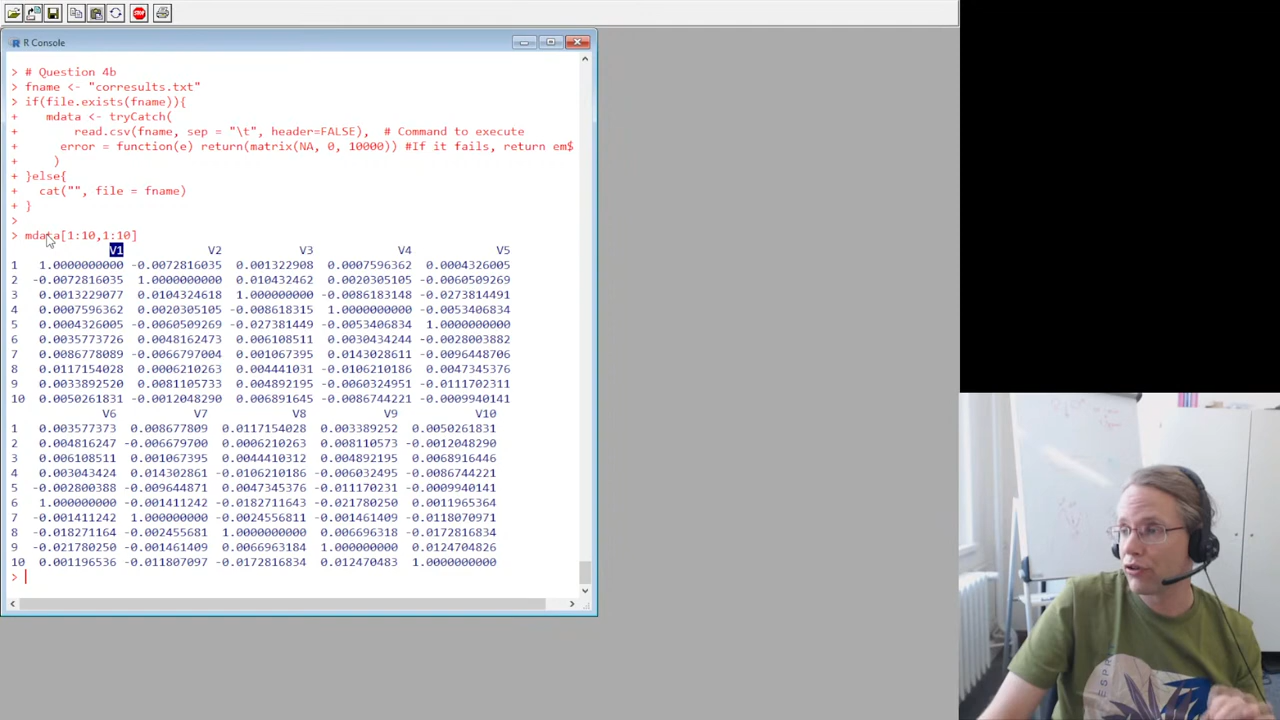 STOP
R R Console
> # Question 4b
> fname <- "corresults.txt"
> if(file.exists(fname)){
+    mdata <- tryCatch(
+        read.csv(fname, sep = "\t", header=FALSE),  # Command to execute
+      error = function(e) return(matrix(NA, 0, 10000)) #If it fails, return em$
+     )
+ }else{
+   cat("", file = fname)
+ }
>
> mdata[1:10,1:10]
V1 V2 V3 V4 V5
1 1.0000000000 -0.0072816035 0.001322908 0.0007596362 0.0004326005
2 -0.0072816035 1.0000000000 0.010432462 0.0020305105 -0.0060509269
3 0.0013229077 0.0104324618 1.000000000 -0.0086183148 -0.0273814491
4 0.0007596362 0.0020305105 -0.008618315 1.0000000000 -0.0053406834
5 0.0004326005 -0.0060509269 -0.027381449 -0.0053406834 1.0000000000
6 0.0035773726 0.0048162473 0.006108511 0.0030434244 -0.0028003882
7 0.0086778089 -0.0066797004 0.001067395 0.0143028611 -0.0096448706
8 0.0117154028 0.0006210263 0.004441031 -0.0106210186 0.0047345376
9 0.0033892520 0.0081105733 0.004892195 -0.0060324951 -0.0111702311
10 0.0050261831 -0.0012048290 0.006891645 -0.0086744221 -0.0009940141
V6 V7 V8 V9 V10
1 0.003577373 0.008677809 0.0117154028 0.003389252 0.0050261831
2 0.004816247 -0.006679700 0.0006210263 0.008110573 -0.0012048290
3 0.006108511 0.001067395 0.0044410312 0.004892195 0.0068916446
4 0.003043424 0.014302861 -0.0106210186 -0.006032495 -0.0086744221
5 -0.002800388 -0.009644871 0.0047345376 -0.011170231 -0.0009940141
6 1.000000000 -0.001411242 -0.0182711643 -0.021780250 0.0011965364
7 -0.001411242 1.000000000 -0.0024556811 -0.001461409 -0.0118070971
8 -0.018271164 -0.002455681 1.0000000000 0.006696318 -0.0172816834
9 -0.021780250 -0.001461409 0.0066963184 1.000000000 0.0124704826
10 0.001196536 -0.011807097 -0.0172816834 0.012470483 1.0000000000
>
ESPR